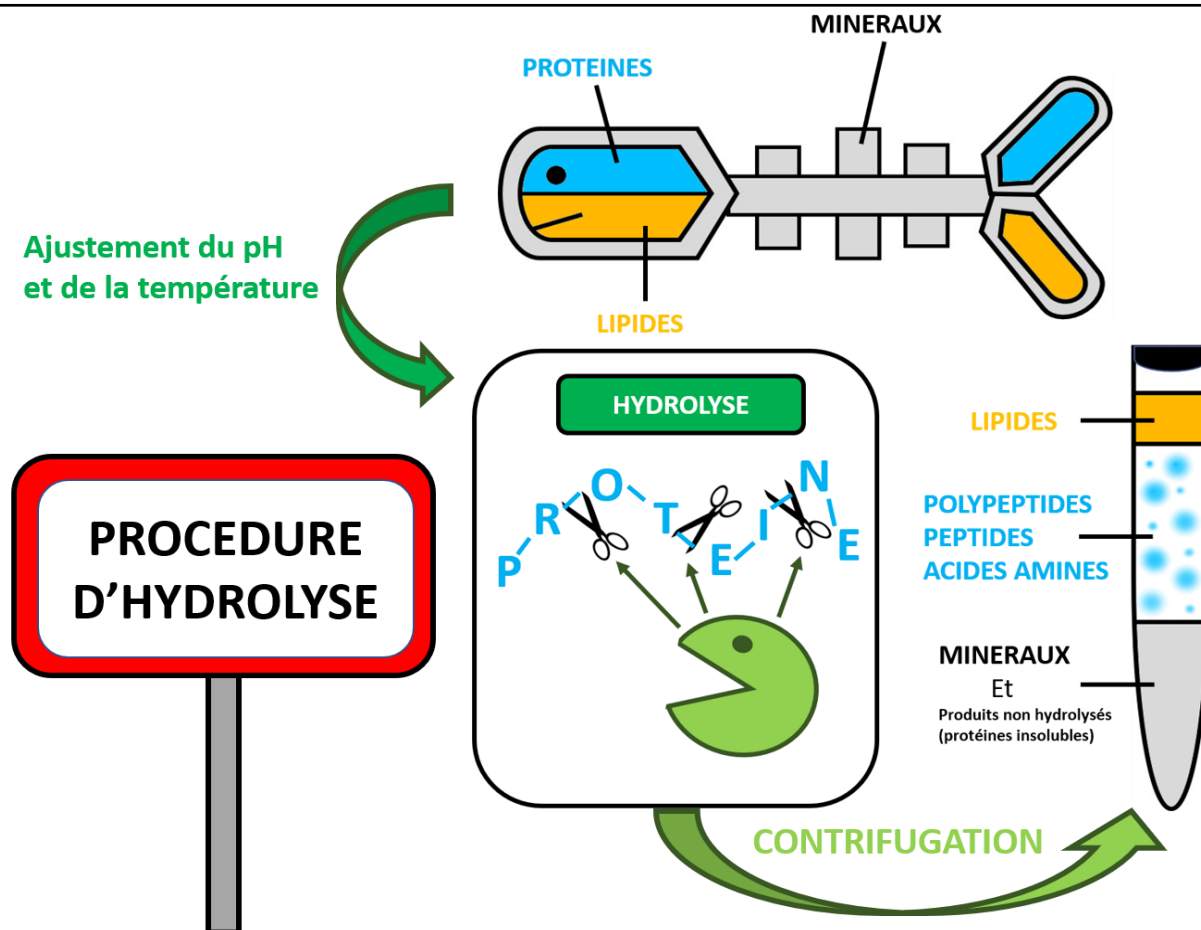 MINERAUX
PROTEINES
Ajustement du pH
et de la température
LIPIDES
HYDROLYSE
P R O T E I N E
PROCEDURE
D’HYDROLYSE
LIPIDES
POLYPEPTIDES
PEPTIDES
ACIDES AMINES
MINERAUX
Et
Produits non hydrolysés
(protéines insolubles)
CONTRIFUGATION